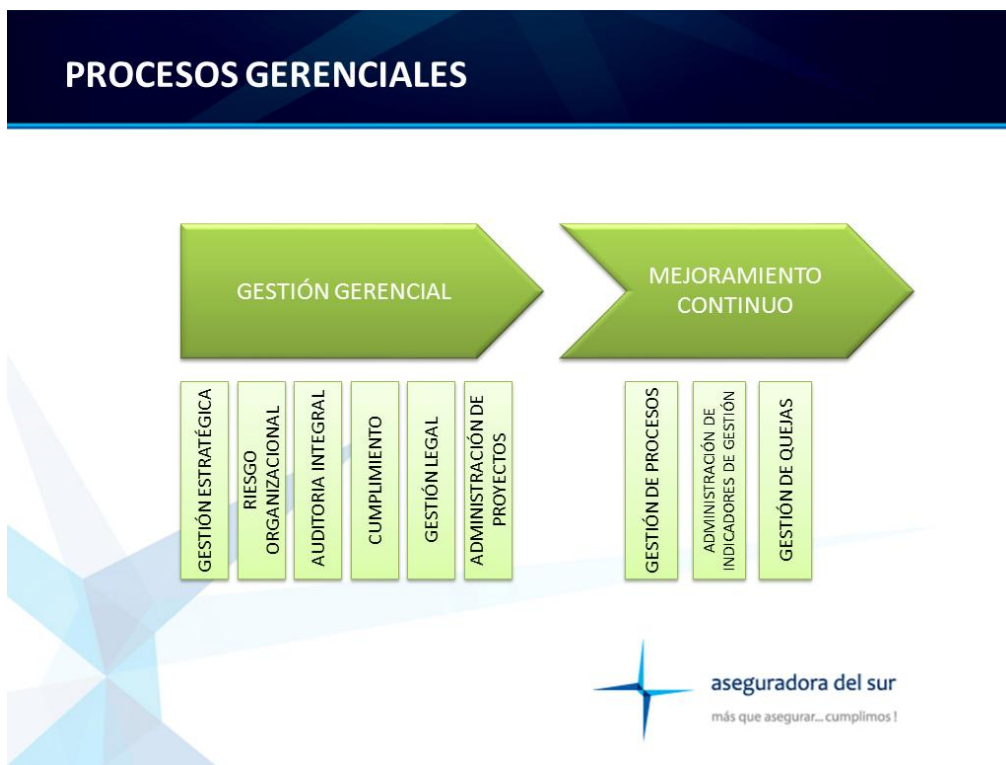 PROCESOS GERENCIALES
GESTIÓN GERENCIAL
MEJORAMIENTO
CONTINUO
GESTIÓN ESTRATÉGICA
RIESGO
ORGANIZACIONAL
AUDITORIA INTEGRAL
CUMPLIMIENTO
GESTIÓN LEGAL
ADMINISTRACIÓN DE
PROYECTOS
GESTIÓN DE PROCESOS
ADMINISTRACIÓN DE
INDICADORES DE GESTIÓN
GESTIÓN DE QUEJAS
aseguradora del sur
más que asegurar... cumplimos !